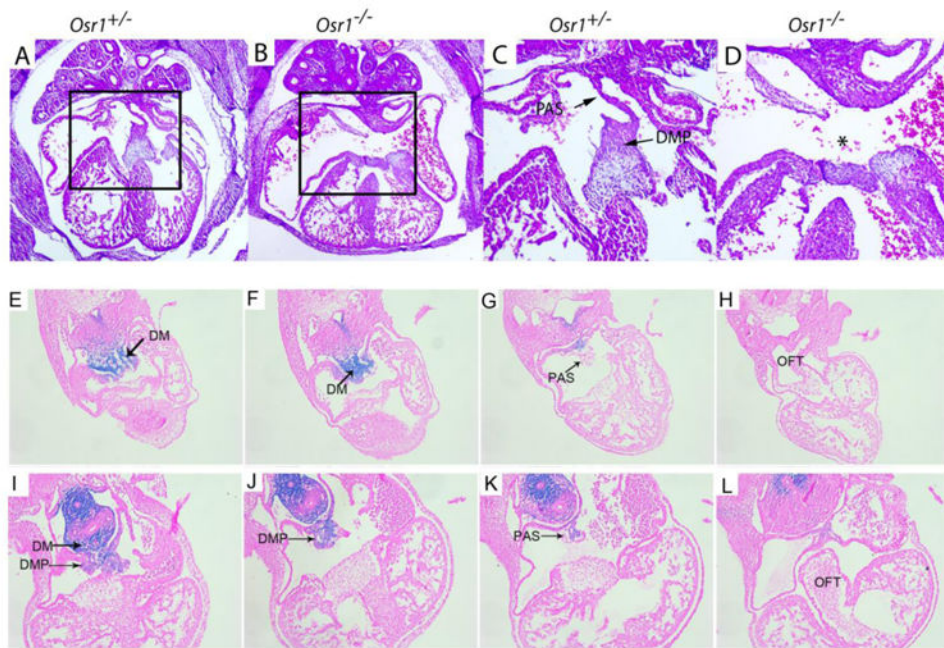 Osr1+/- Osr1-/- Osr1+/- Osr1-/-
A B C D
PAS
DMP
*
E F G H
DM
DM
PAS
OFT
I J K L
DM
DMP
DMP
PAS
OFT